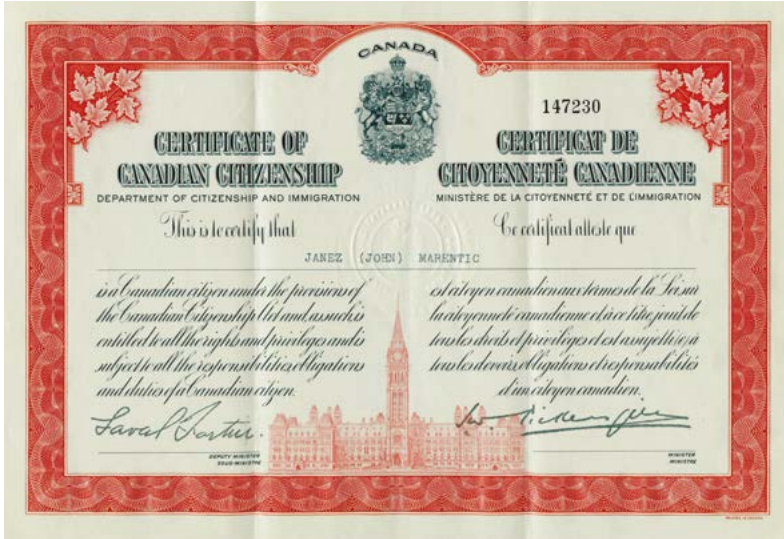 CANADA
147230
CERTIFICATE OF
CANADIAN CITIZENSHIP
DEPARTMENT OF CITIZENSHIP AND IMMIGRATION
This is to certify that
CERTIFICAT DE
CITOYENNETÉ CANADIENNE
MINISTÈRE DE LA CITOYENNETÉ ET DE L'IMMIGRATION
Ce certificat atteste que
JANEZ (JOHN) MARENTIC
is a Canadian citizen under the provisions of
the Canadian Citizenship Act and, as such is
entitled to all the rights and privileges and is
subject to all the responsibilities, obligations
and duties of a Canadian citizen.
est citoyen canadien aux termes de la Loi sur
la citoyenneté canadienne et à ce titre jouit de
tous les droits et privilèges et est assujetti à
tous les devoirs, obligations et responsabilités
d'un citoyen canadien.
Laval Fortier.
DEPUTY MINISTER
SOUS-MINISTRE
MINISTER
MINISTRE